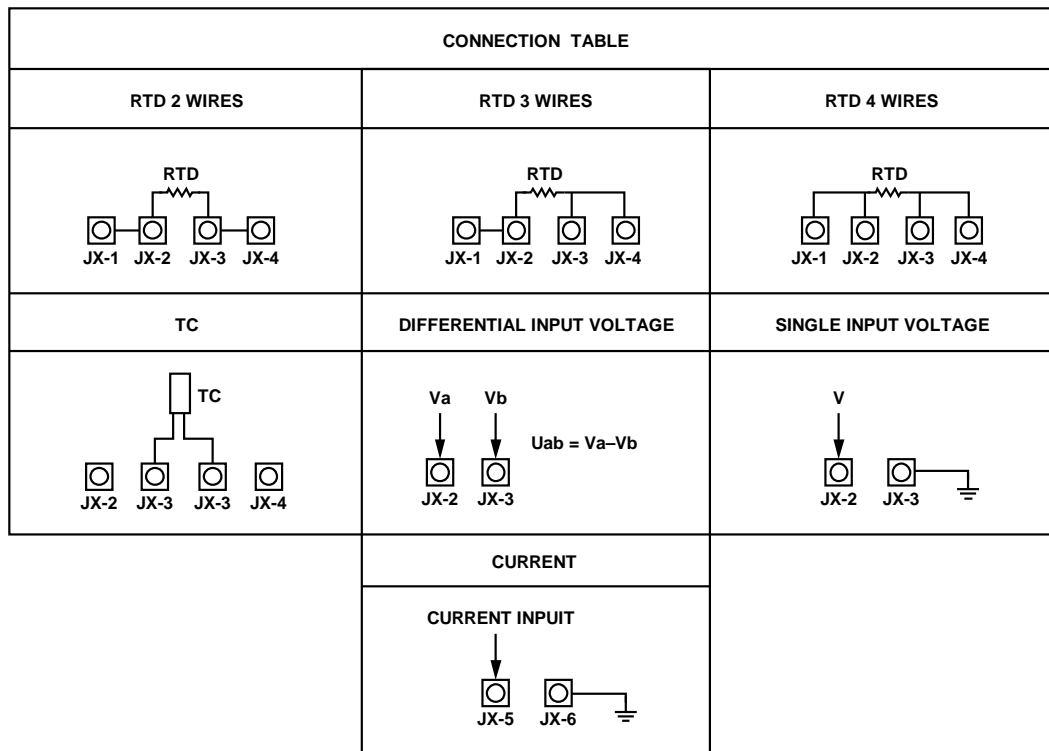 CONNECTION TABLE
RTD 2 WIRES
RTD 3 WIRES
RTD 4 WIRES
RTD
JX-1 JX-2 JX-3 JX-4
RTD
JX-1 JX-2 JX-3 JX-4
RTD
JX-1 JX-2 JX-3 JX-4
TC
DIFFERENTIAL INPUT VOLTAGE
SINGLE INPUT VOLTAGE
TC
JX-2 JX-3 JX-3 JX-4
Va Vb
Uab = Va–Vb
JX-2 JX-3
V
JX-2 JX-3
CURRENT
CURRENT INPUIT
JX-5 JX-6